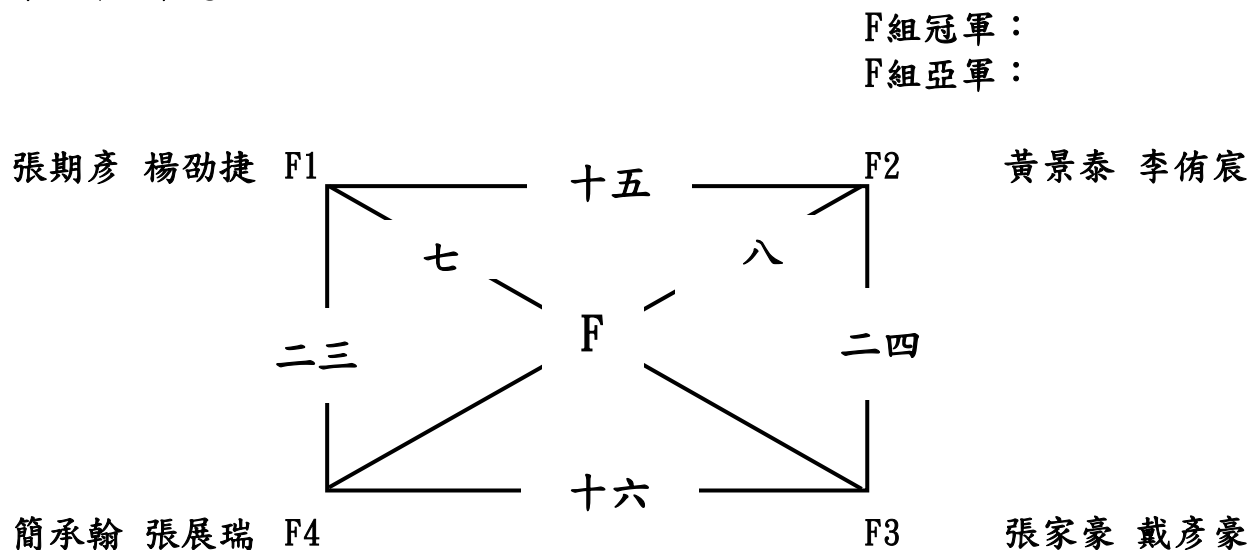 F組冠軍：
F組亞軍：
張期彥 楊劭捷 F1 十五 F2 黃景泰 李侑宸
七 八
F
二三 二四
十六
簡承翰 張展瑞 F4 F3 張家豪 戴彥豪